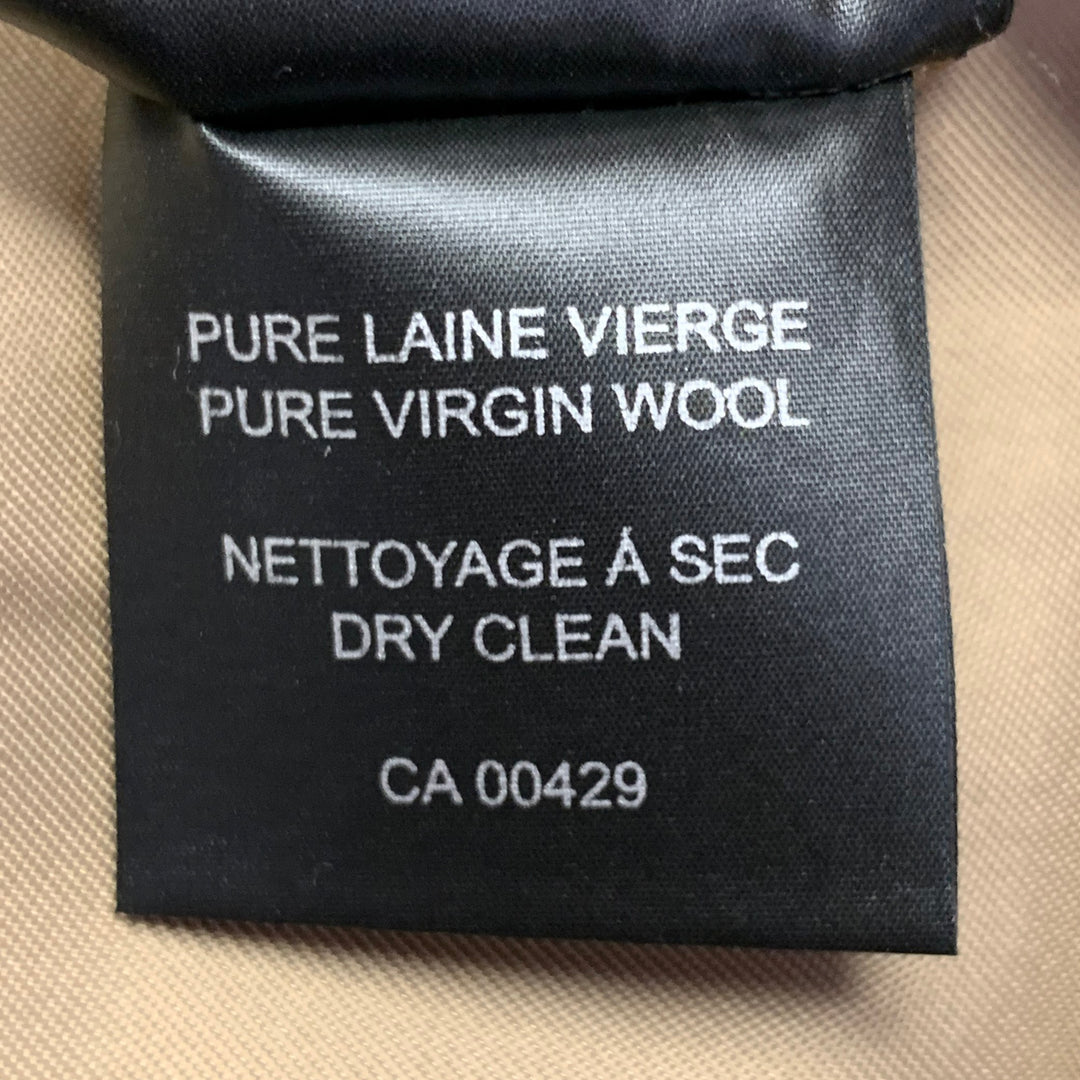 PURE LAINE VIERGE
PURE VIRGIN WOOL
NETTOYAGE Á SEC
DRY CLEAN
CA 00429